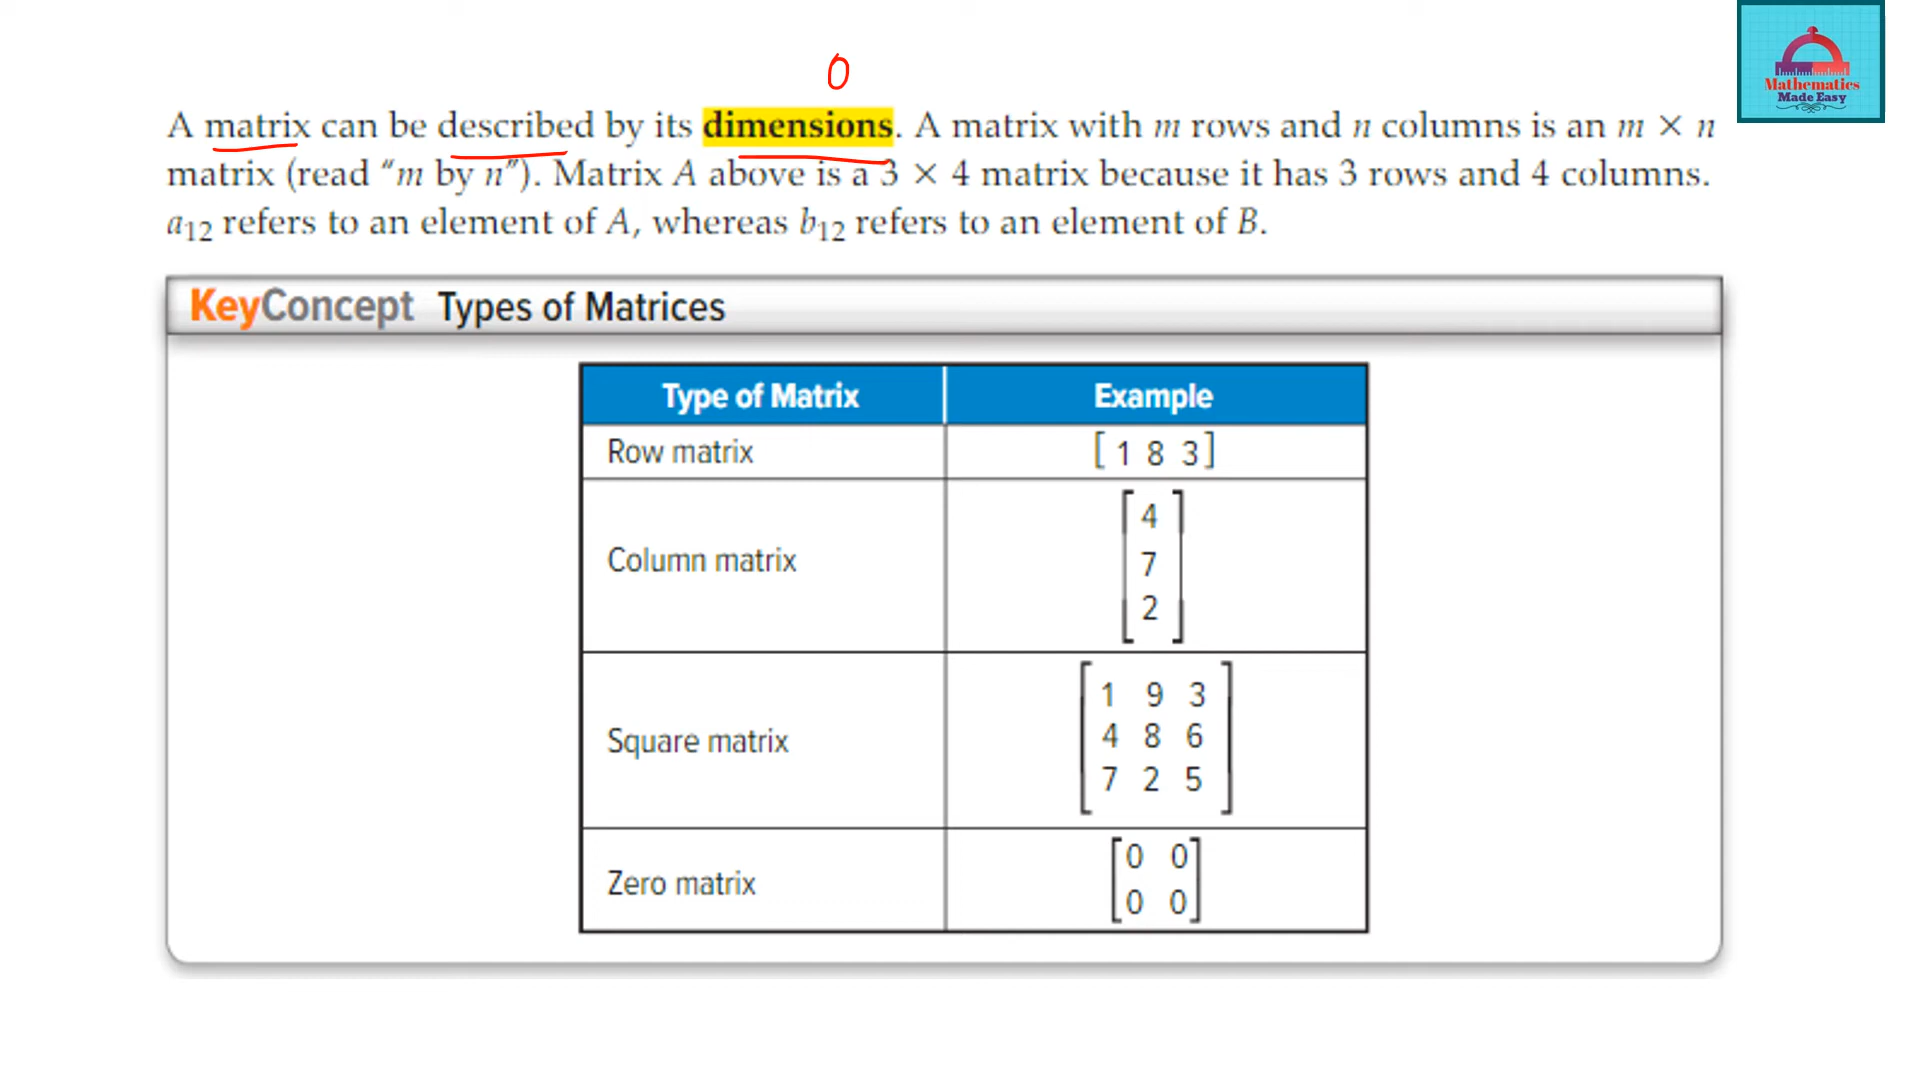 O
A matrix can be described by its dimensions. A matrix with m rows and n columns is an m × n
matrix (read “m by n”). Matrix A above is a 3 × 4 matrix because it has 3 rows and 4 columns.
a₁₂ refers to an element of A, whereas b₁₂ refers to an element of B.
KeyConcept Types of Matrices
Type of Matrix Example
Row matrix [ 1 8 3 ]
Column matrix
4
7
2
Square matrix
1 9 3
4 8 6
7 2 5
Zero matrix
0 0
0 0
Mathematics
Made Easy